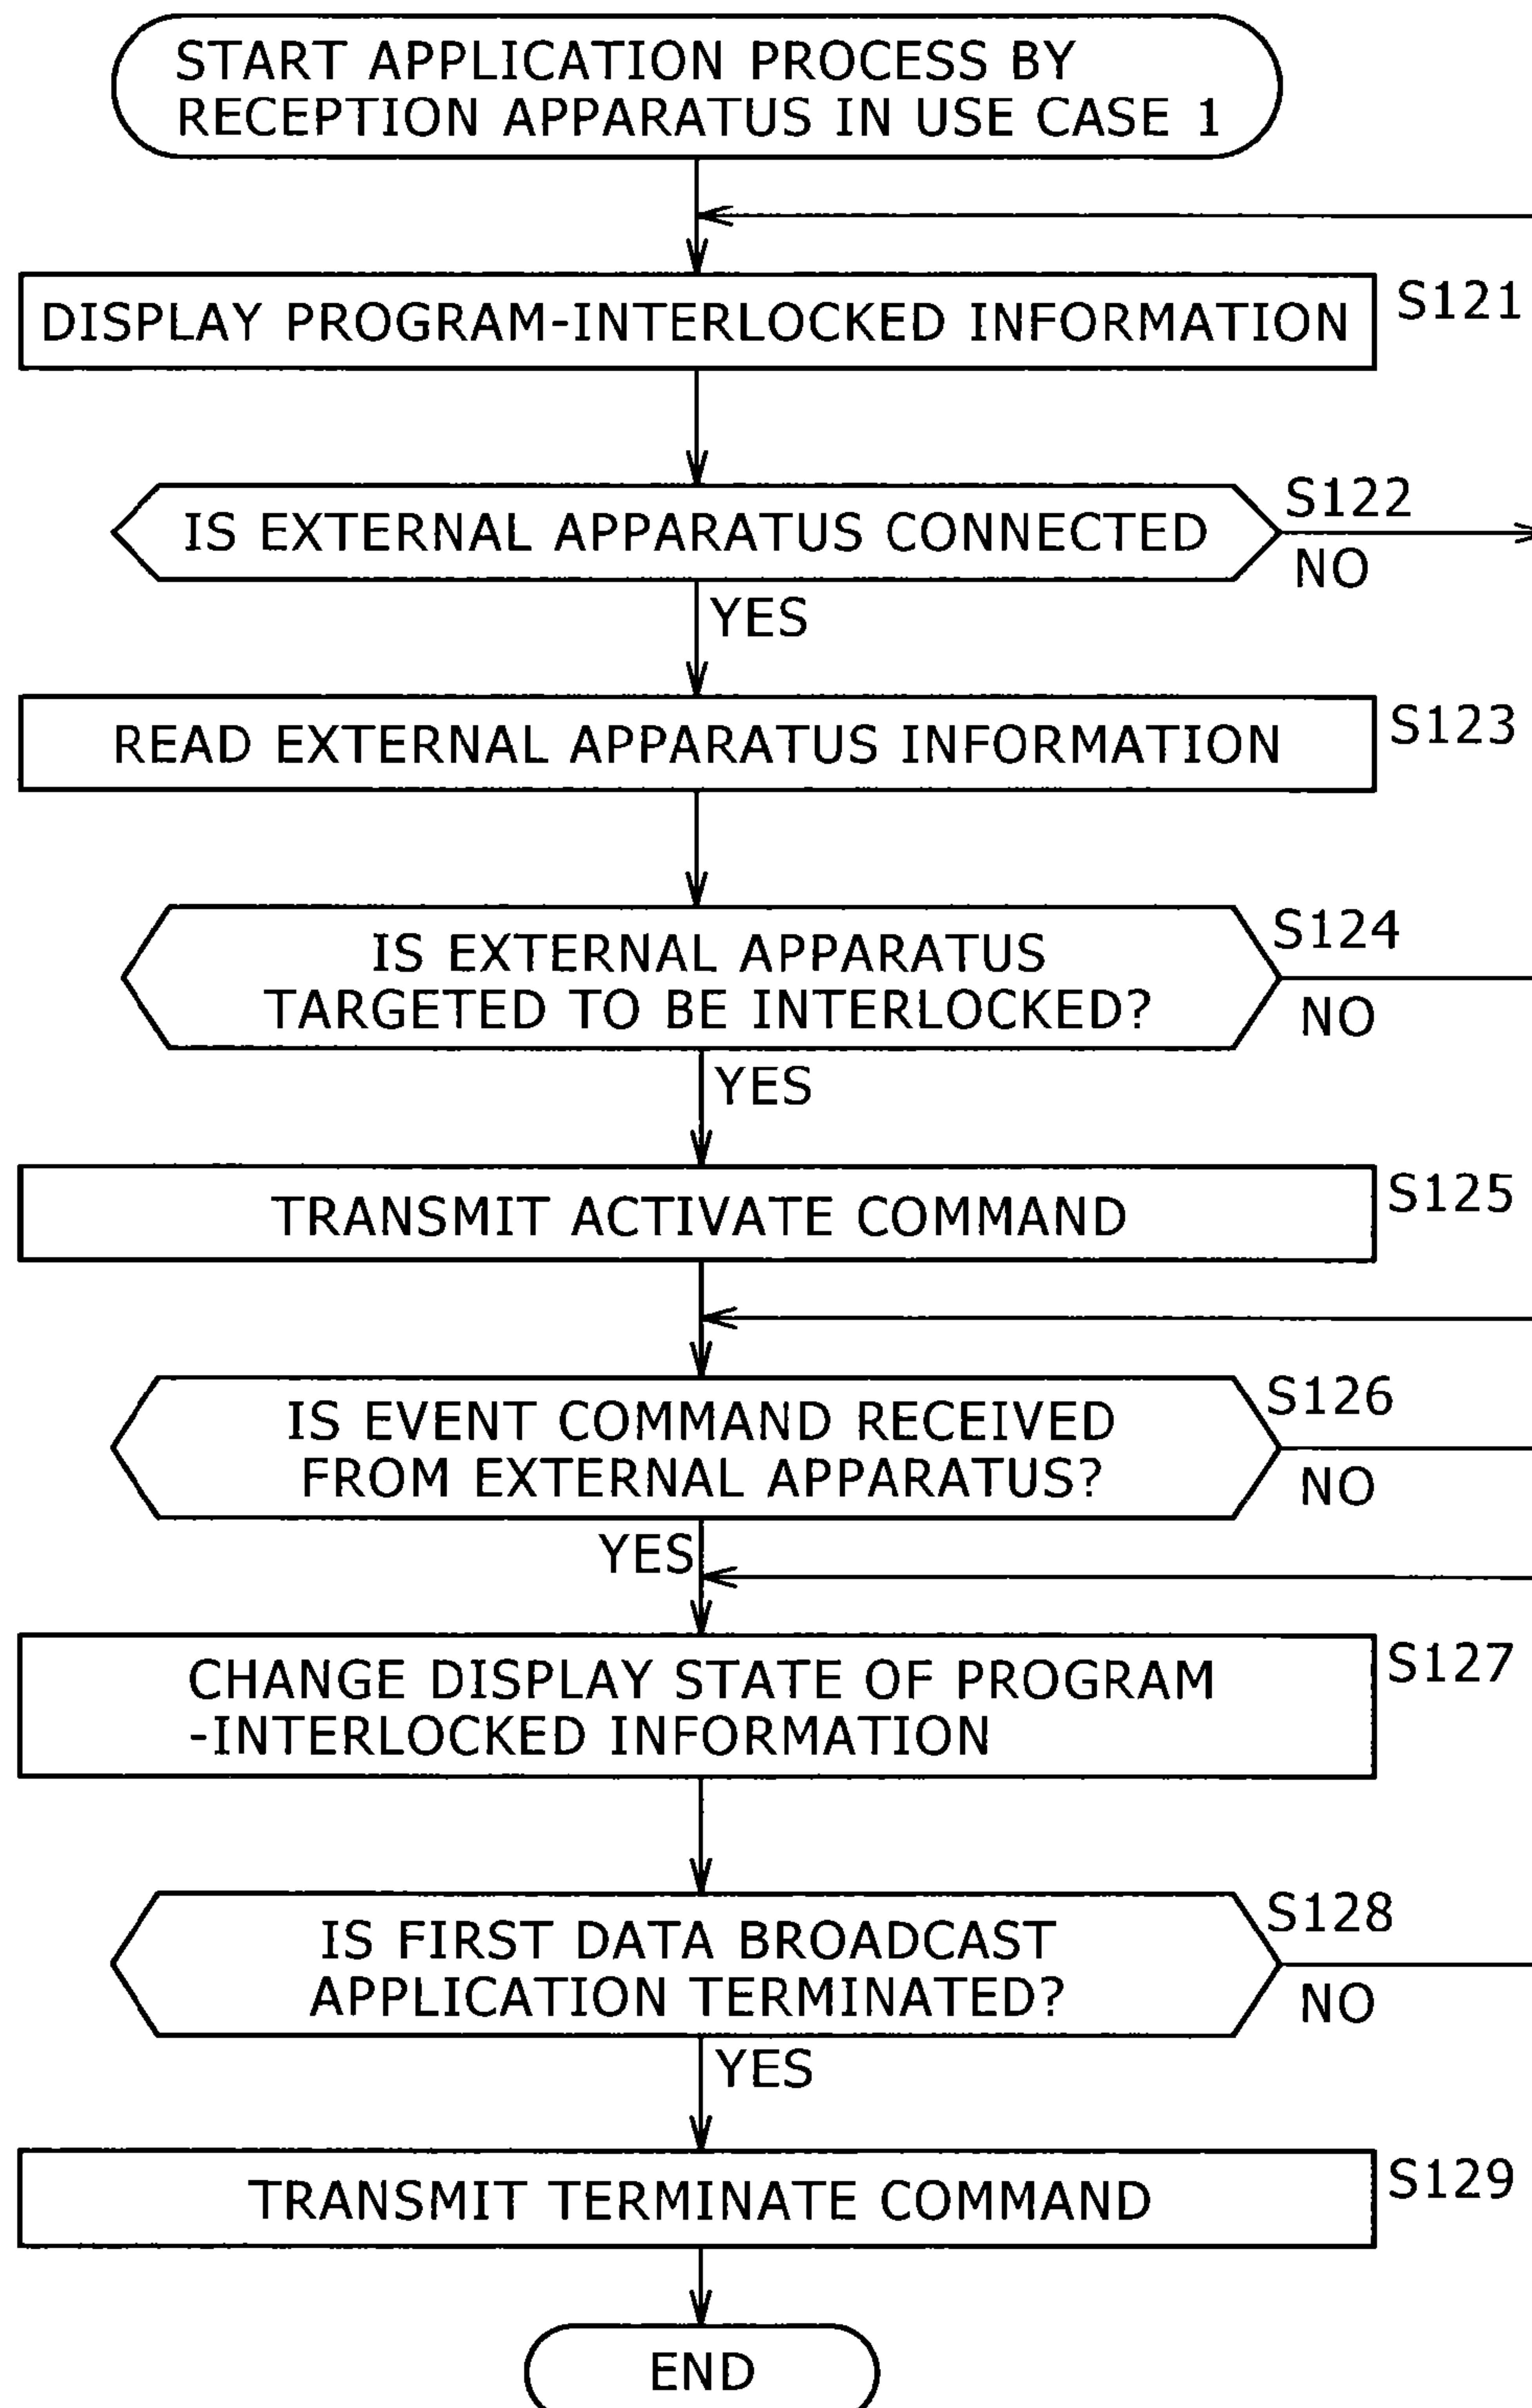 START APPLICATION PROCESS BY
RECEPTION APPARATUS IN USE CASE 1
DISPLAY PROGRAM-INTERLOCKED INFORMATION
S121
IS EXTERNAL APPARATUS CONNECTED
S122
NO
YES
READ EXTERNAL APPARATUS INFORMATION
S123
IS EXTERNAL APPARATUS
TARGETED TO BE INTERLOCKED?
S124
NO
YES
TRANSMIT ACTIVATE COMMAND
S125
IS EVENT COMMAND RECEIVED
FROM EXTERNAL APPARATUS?
S126
NO
YES
CHANGE DISPLAY STATE OF PROGRAM
-INTERLOCKED INFORMATION
S127
IS FIRST DATA BROADCAST
APPLICATION TERMINATED?
S128
NO
YES
TRANSMIT TERMINATE COMMAND
S129
END